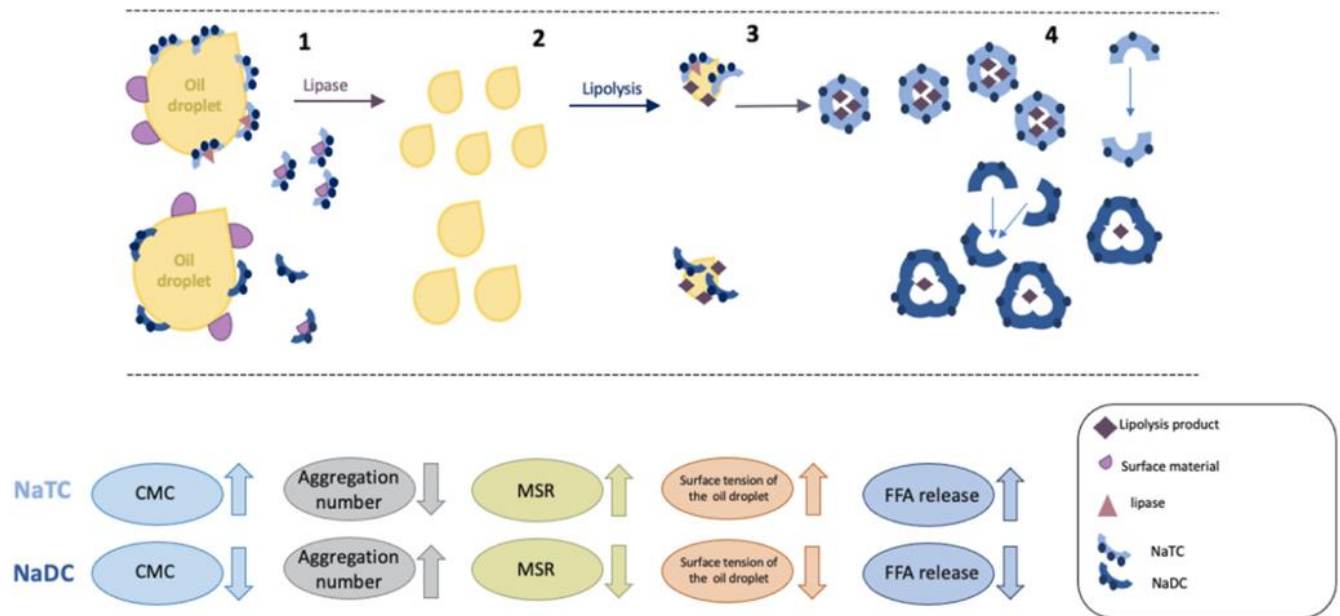 1
2
3
4
Oil
droplet
Lipase
Lipolysis
Oil
droplet
NaTC
CMC
Aggregation
number
MSR
Surface tension of
the oil droplet
FFA release
NaDC
CMC
Aggregation
number
MSR
Surface tension of
the oil droplet
FFA release
Lipolysis product
Surface material
lipase
NaTC
NaDC